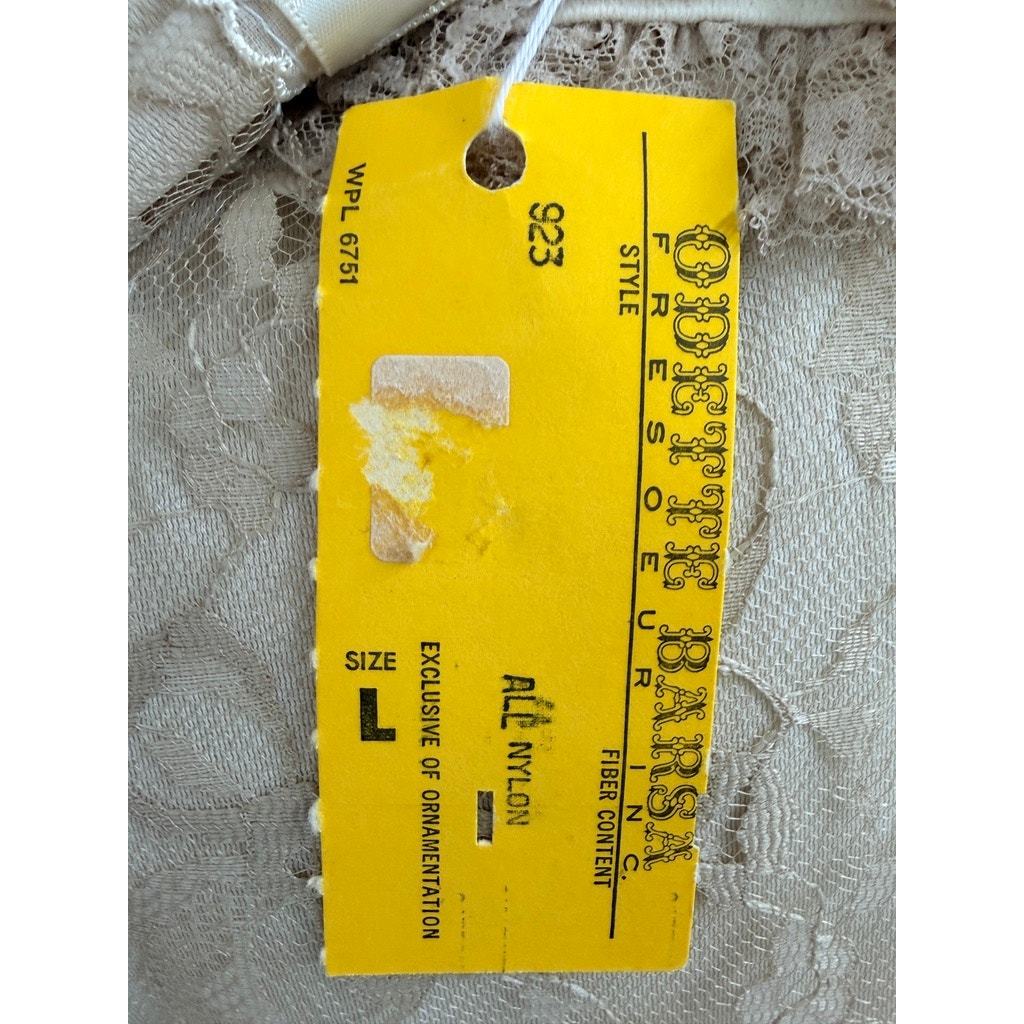 ODETTE BARSA
FRESOEUR INC.
STYLE
FIBER CONTENT
923
ALL NYLON
EXCLUSIVE OF ORNAMENTATION
WPL 6751
SIZE
L